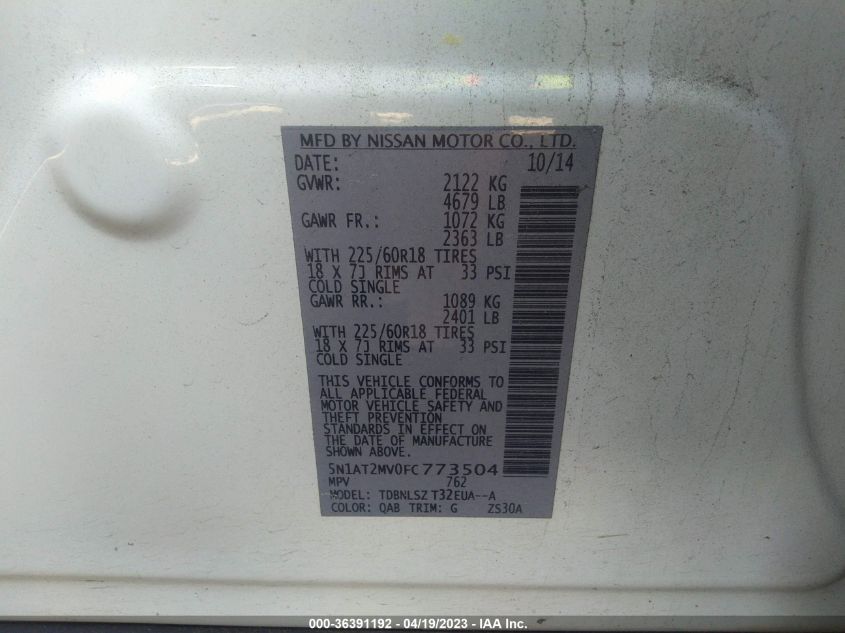 MFD BY NISSAN MOTOR CO., LTD.
DATE: 10/14
GVWR: 2122 KG
4679 LB
GAWR FR.: 1072 KG
2363 LB
WITH 225/60R18 TIRES
18 X 7J RIMS AT 33 PSI
COLD SINGLE
GAWR RR.: 1089 KG
2401 LB
WITH 225/60R18 TIRES
18 X 7J RIMS AT 33 PSI
COLD SINGLE
THIS VEHICLE CONFORMS TO
ALL APPLICABLE FEDERAL
MOTOR VEHICLE SAFETY AND
THEFT PREVENTION
STANDARDS IN EFFECT ON
THE DATE OF MANUFACTURE
SHOWN ABOVE.
5N1AT2MV0FC773504
MPV 762
MODEL: TDBNLSZ T32EUA--A
COLOR: QAB TRIM: G ZS30A
000-36391192 - 04/19/2023 - IAA Inc.